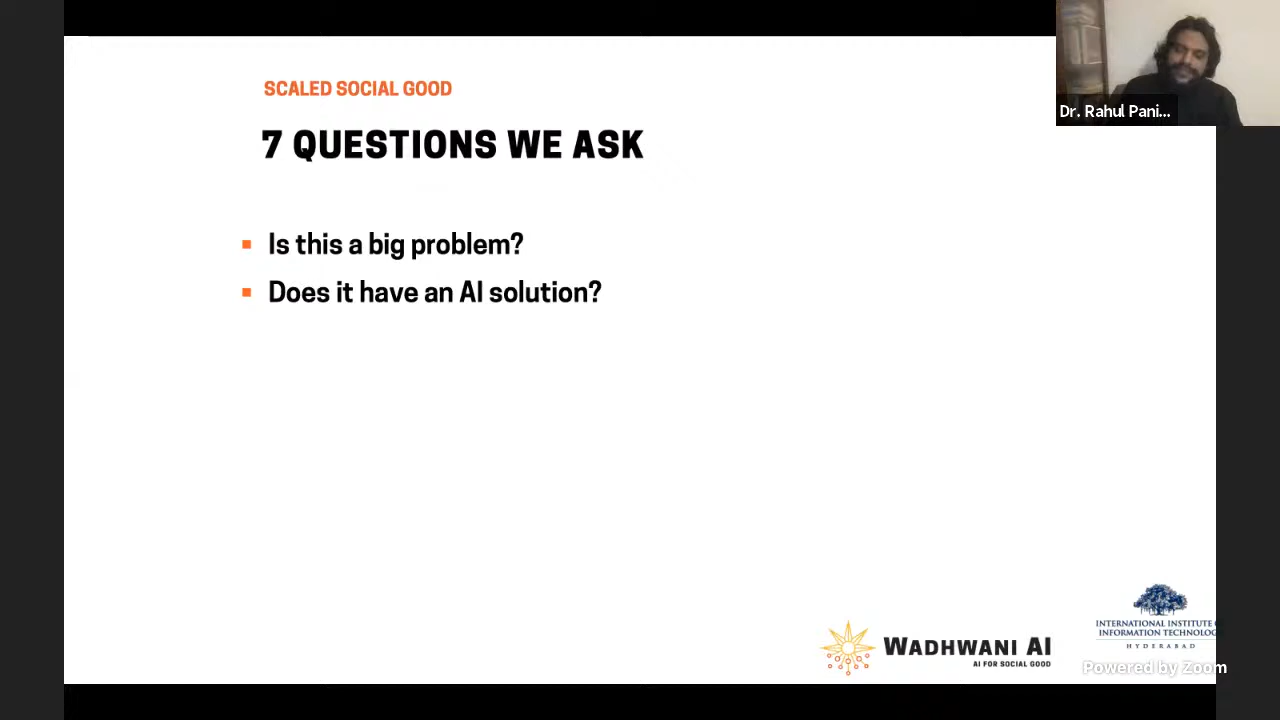 SCALED SOCIAL GOOD
7 QUESTIONS WE ASK
Is this a big problem?
Does it have an AI solution?
Dr. Rahul Pani...
WADHWANI AI
AI FOR SOCIAL GOOD
INTERNATIONAL INSTITUTE
INFORMATION TECHNOLOG
HYDERABAD
Powered by Zoom